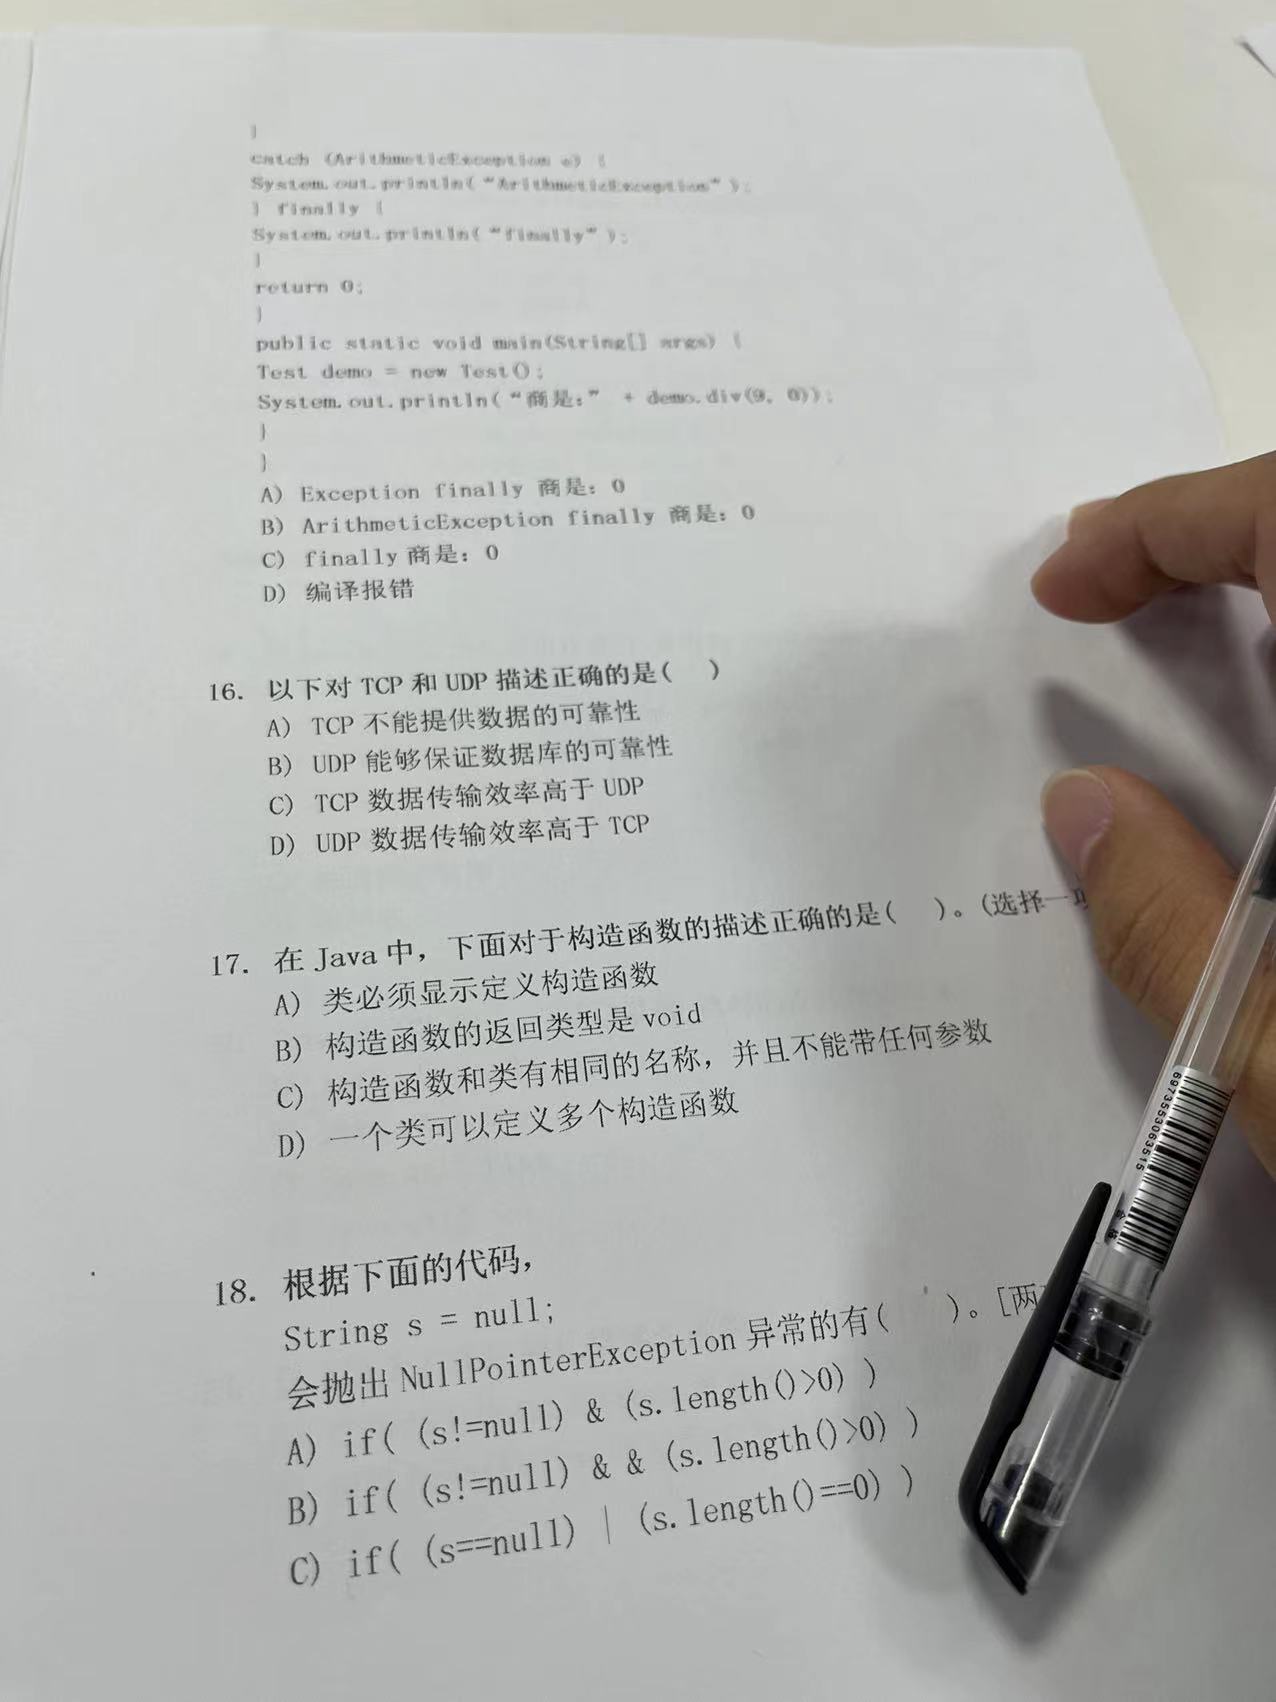 }
catch (ArithmeticException e) {
System.out.println("ArithmeticException");
} finally {
System.out.println("finally");
}
return 0;
}
public static void main(String[] args) {
Test demo = new Test();
System.out.println("商是:" + demo.div(9, 0));
}
}
A) Exception finally 商是：0
B) ArithmeticException finally 商是：0
C) finally 商是：0
D) 编译报错
16. 以下对 TCP 和 UDP 描述正确的是( )
A) TCP 不能提供数据的可靠性
B) UDP 能够保证数据库的可靠性
C) TCP 数据传输效率高于 UDP
D) UDP 数据传输效率高于 TCP
17. 在 Java 中，下面对于构造函数的描述正确的是( )。(选择一项
A) 类必须显示定义构造函数
B) 构造函数的返回类型是 void
C) 构造函数和类有相同的名称，并且不能带任何参数
D) 一个类可以定义多个构造函数
18. 根据下面的代码，
String s = null;
会抛出 NullPointerException 异常的有( )。[两
A) if( (s!=null) & (s.length()>0) )
B) if( (s!=null) & & (s.length()>0) )
C) if( (s==null) | (s.length()==0) )
6973553063515